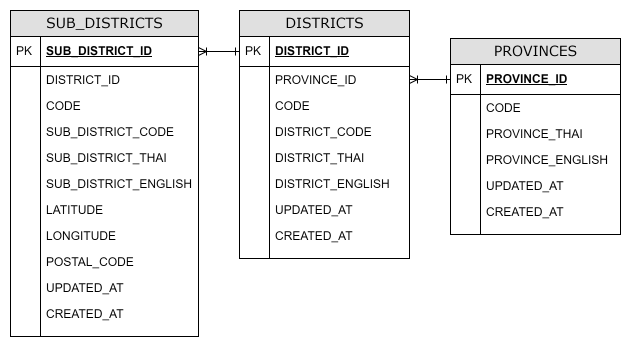 SUB_DISTRICTS
PK SUB_DISTRICT_ID
DISTRICT_ID
CODE
SUB_DISTRICT_CODE
SUB_DISTRICT_THAI
SUB_DISTRICT_ENGLISH
LATITUDE
LONGITUDE
POSTAL_CODE
UPDATED_AT
CREATED_AT
DISTRICTS
PK DISTRICT_ID
PROVINCE_ID
CODE
DISTRICT_CODE
DISTRICT_THAI
DISTRICT_ENGLISH
UPDATED_AT
CREATED_AT
PROVINCES
PK PROVINCE_ID
CODE
PROVINCE_THAI
PROVINCE_ENGLISH
UPDATED_AT
CREATED_AT